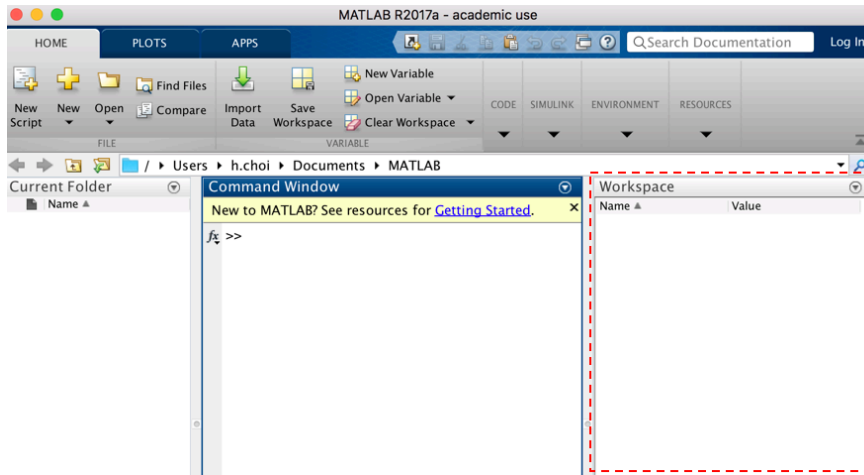 MATLAB R2017a - academic use
HOME PLOTS APPS Search Documentation Log In
New Script
New
Open
Find Files
Compare
FILE
Import Data
Save Workspace
New Variable
Open Variable
Clear Workspace
VARIABLE
CODE SIMULINK ENVIRONMENT RESOURCES
/ Users h.choi Documents MATLAB
Current Folder
Name
Command Window
New to MATLAB? See resources for Getting Started. ×
fx >>
Workspace
Name Value